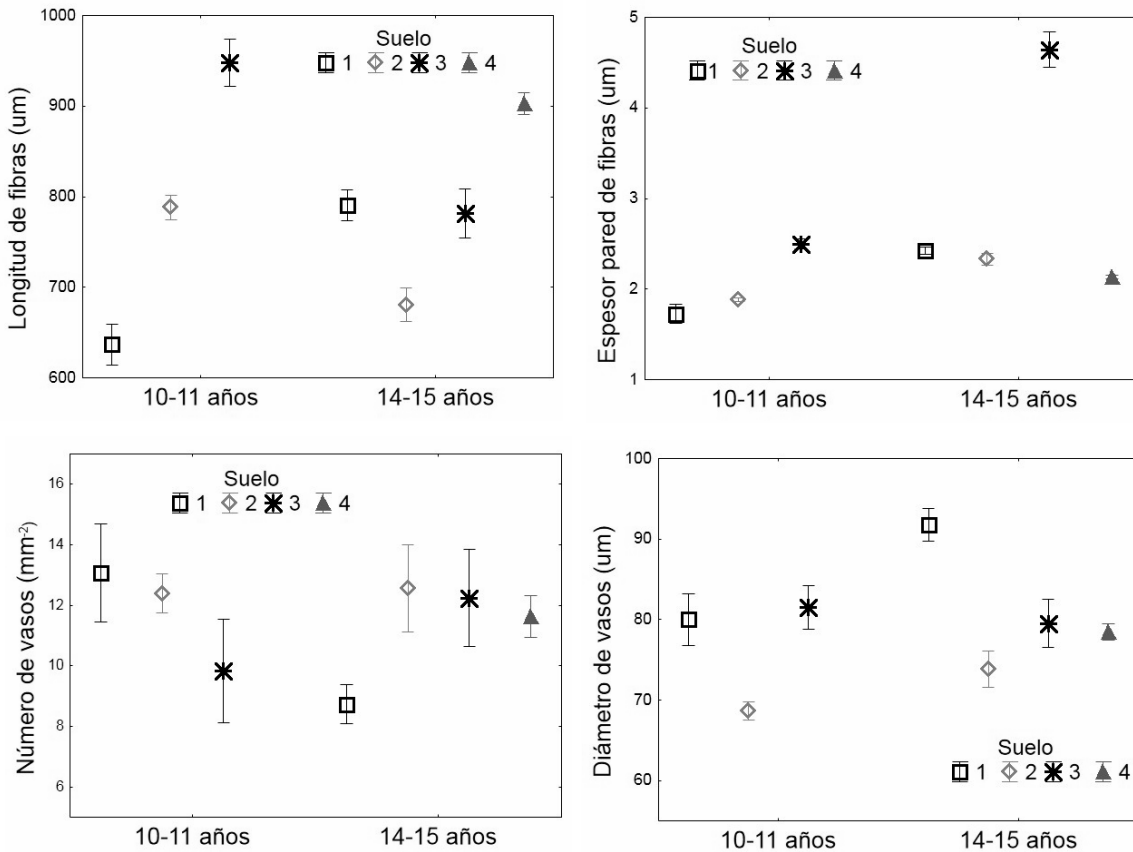 1000
900
800
700
600
Longitud de fibras (um)
Suelo
1 2 3 4
10-11 años 14-15 años
5
4
3
2
1
Espesor pared de fibras (um)
Suelo
1 2 3 4
10-11 años 14-15 años
16
14
12
10
8
6
Número de vasos (mm-2)
Suelo
1 2 3 4
10-11 años 14-15 años
100
90
80
70
60
Diámetro de vasos (um)
Suelo
1 2 3 4
10-11 años 14-15 años